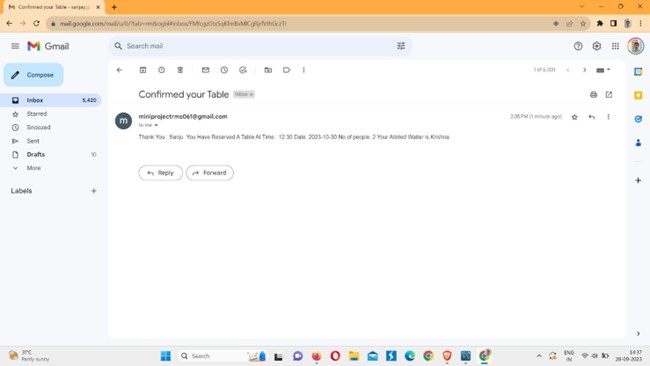 Confirmed your Table - sanjay.p
mail.google.com/mail/u/0/?tab=rm&ogbl#inbox/
Gmail
Search mail
Compose
1 of 6,031
Inbox 5,420
Starred
Snoozed
Sent
Drafts 10
More
Labels
Confirmed your Table Inbox x
miniprojectrms061@gmail.com
2:36 PM (1 minute ago)
to me
Thank You Sanju You Have Reserved A Table At Time : 12:30 Date 2023-10-30 No of people 2 Your Alloted Waiter is Krishna
Reply
Forward
31°C
Partly sunny
Search
ENG
IN
14:37
28-09-2023